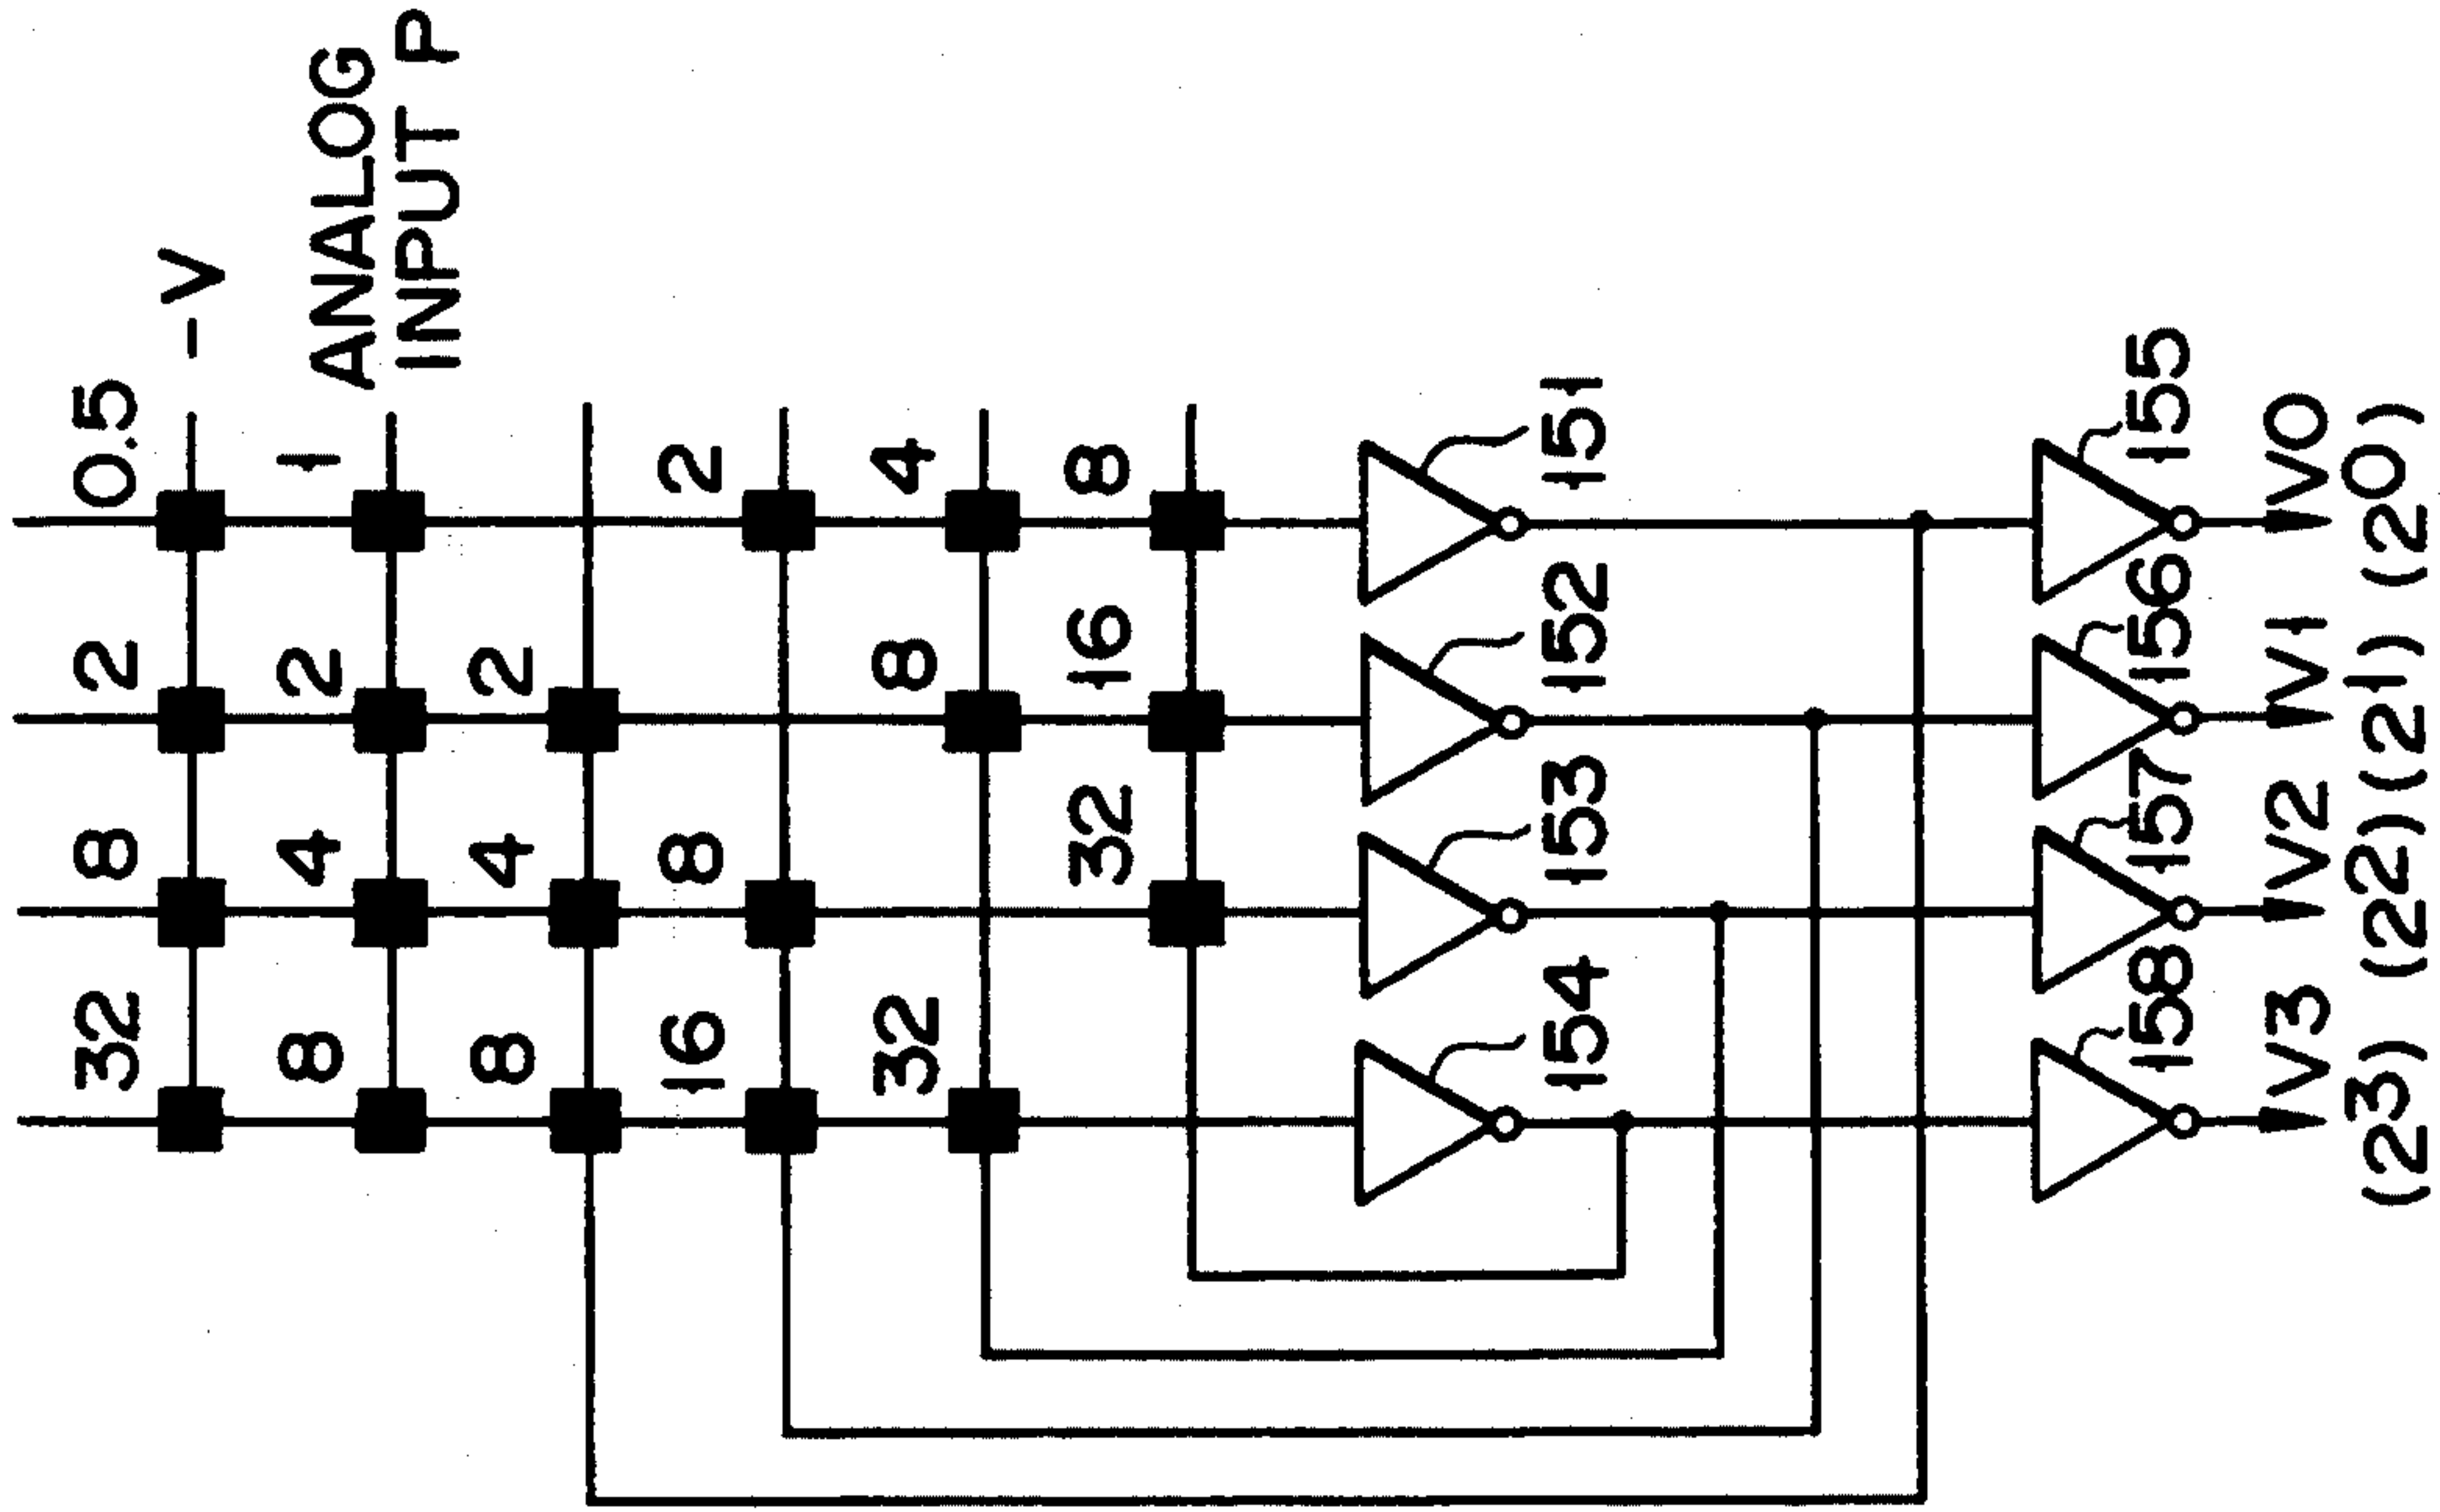 32 8 2 0.5
-V
8 4 2 1
ANALOG
INPUT P
8 4 2
16 8 2
32 8 4
32 16 8
154 153 152 151
158 157 156 155
V3 V2 V1 V0
(2³) (2²) (2¹) (2⁰)